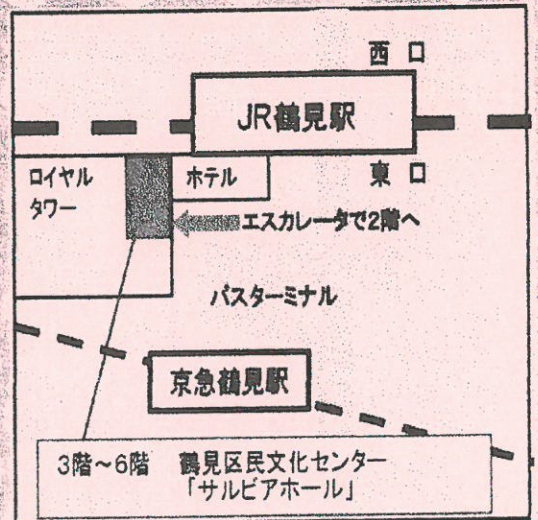 西 口
JR鶴見駅
東 口
ロイヤル
タワー
ホテル
エスカレータで2階へ
バスターミナル
京急鶴見駅
3階～6階 鶴見区民文化センター
「サルビアホール」